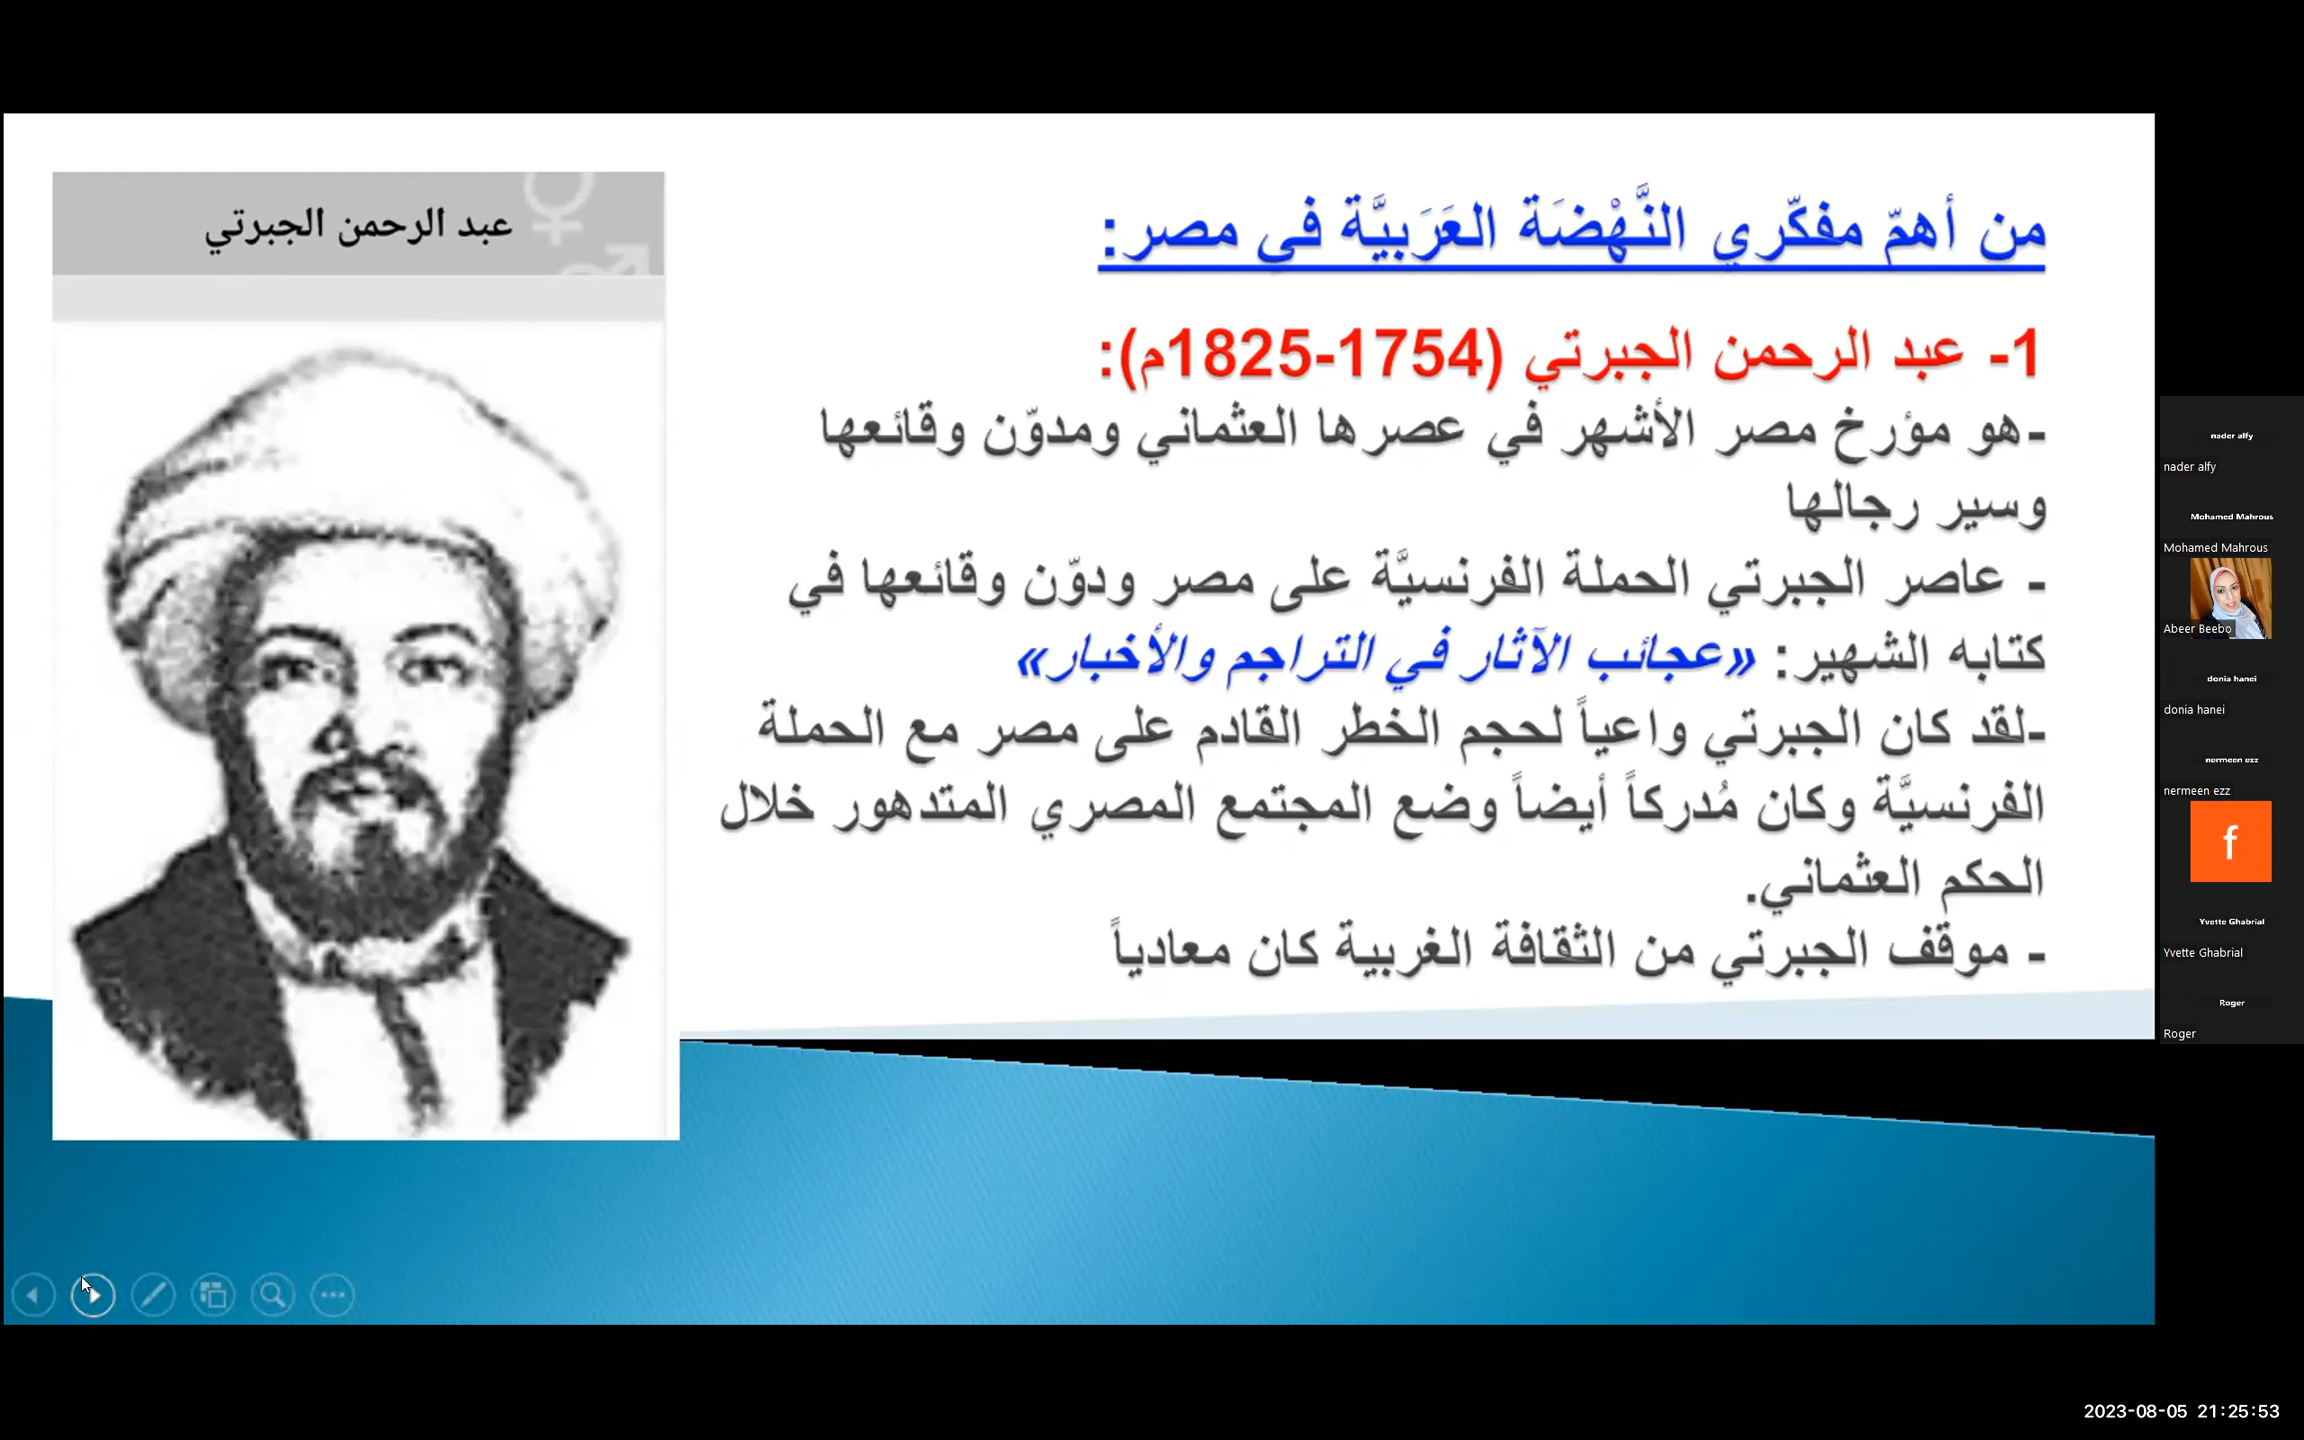 من أهمّ مفكّري النَّهْضَة العَرَبيَّة في مصر:
1- عبد الرحمن الجبرتي (1754-1825م):
-هو مؤرخ مصر الأشهر في عصرها العثماني ومدوّن وقائعها
وسير رجالها
- عاصر الجبرتي الحملة الفرنسيَّة على مصر ودوّن وقائعها في
كتابه الشهير: «عجائب الآثار في التراجم والأخبار»
-لقد كان الجبرتي واعياً لحجم الخطر القادم على مصر مع الحملة
الفرنسيَّة وكان مُدركاً أيضاً وضع المجتمع المصري المتدهور خلال
الحكم العثماني.
- موقف الجبرتي من الثقافة الغربية كان معادياً
عبد الرحمن الجبرتي
nader alfy
nader alfy
Mohamed Mahrous
Mohamed Mahrous
Abeer Beebo
donia hanei
donia hanei
nermeen ezz
nermeen ezz
f
Yvette Ghabrial
Yvette Ghabrial
Roger
Roger
2023-08-05 21:25:53